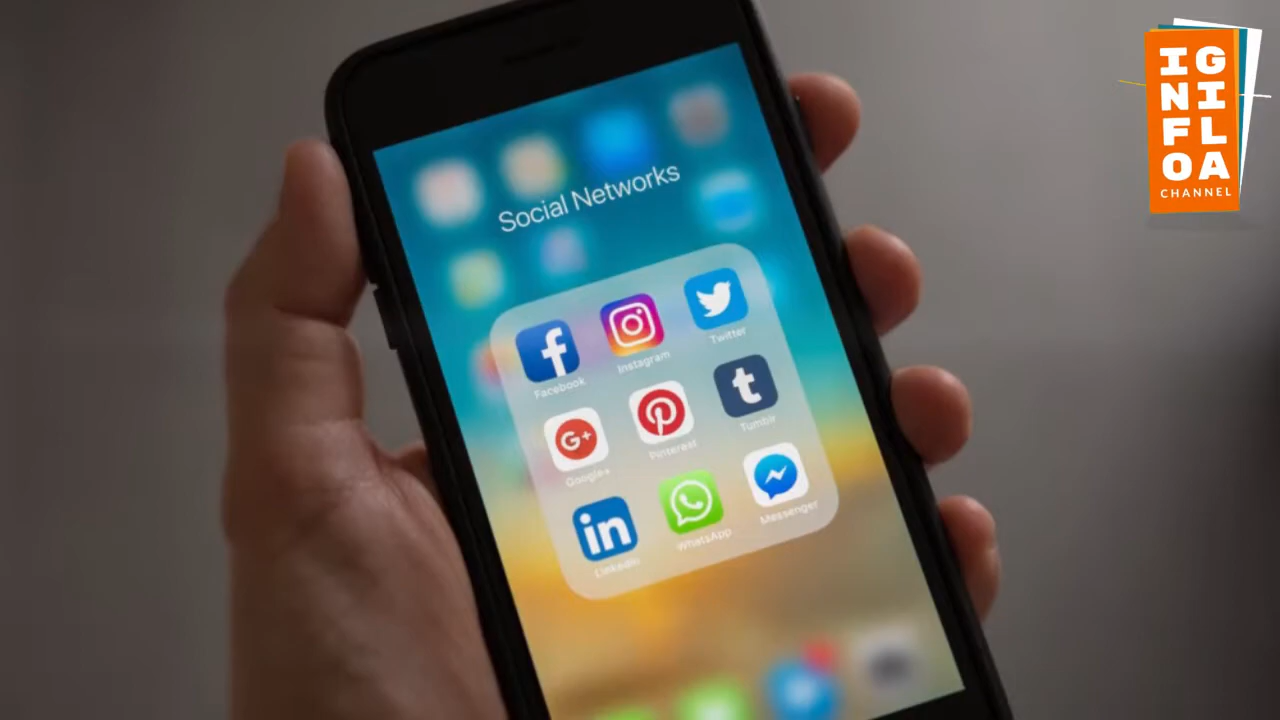 IG
NI
FL
OA
CHANNEL
Social Networks
Facebook
Instagram
Twitter
Google+
Pinterest
Tumblr
LinkedIn
WhatsApp
Messenger